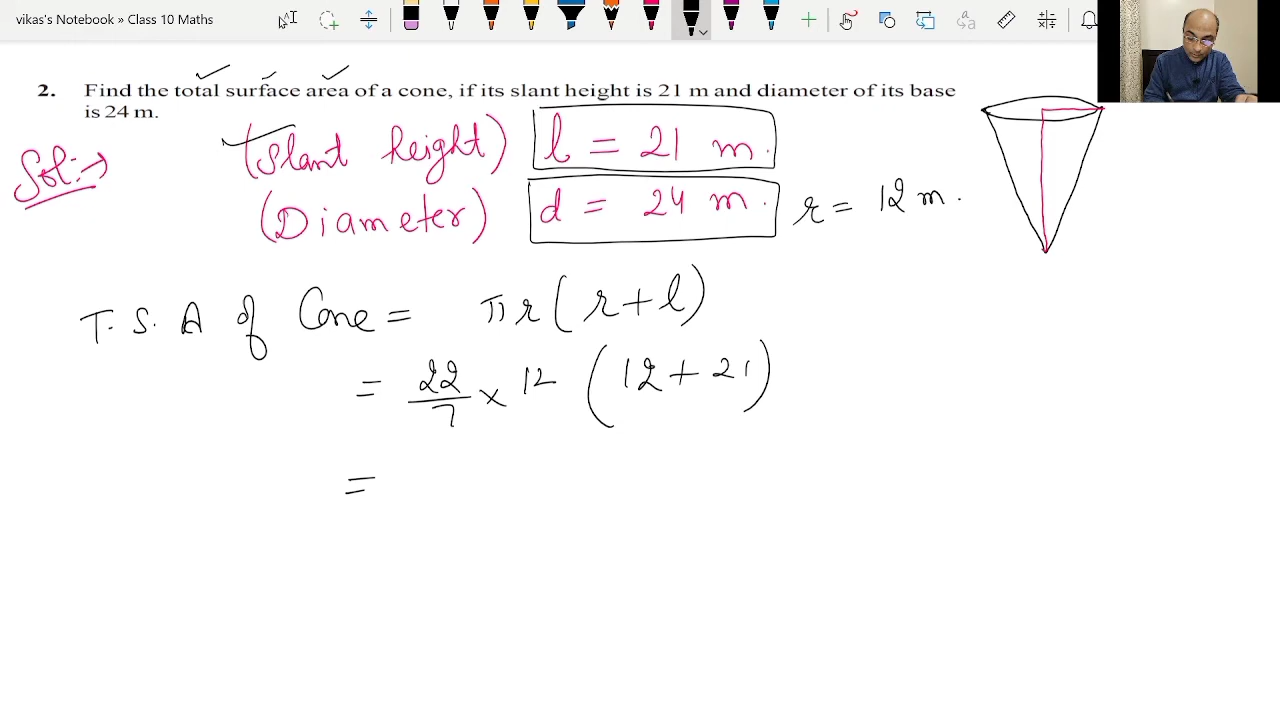 vikas's Notebook » Class 10 Maths
2. Find the total surface area of a cone, if its slant height is 21 m and diameter of its base
is 24 m.
Sol:→
(Slant height) l = 21 m.
(Diameter) d = 24 m. r = 12 m.
T. S. A of Cone = πr(r+l)
= 22/7 × 12 (12 + 21)
=